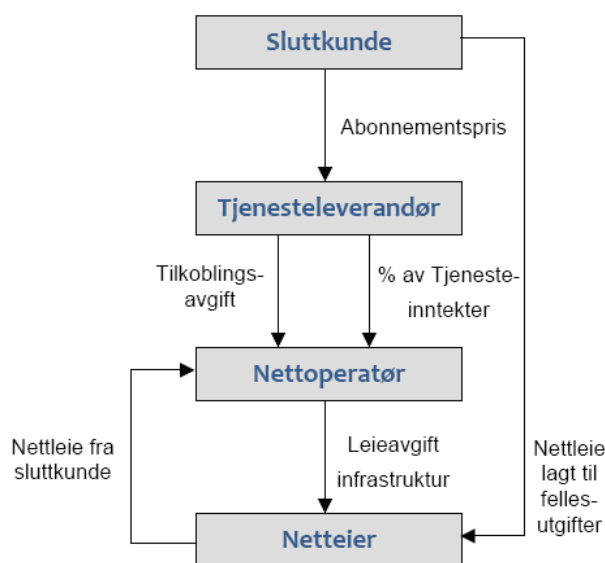 Sluttkunde
Abonnementspris
Tjenesteleverandør
Tilkoblings-
avgift
% av Tjeneste-
inntekter
Nettoperatør
Nettleie fra
sluttkunde
Leieavgift
infrastruktur
Nettleie
lagt til
felles-
utgifter
Netteier